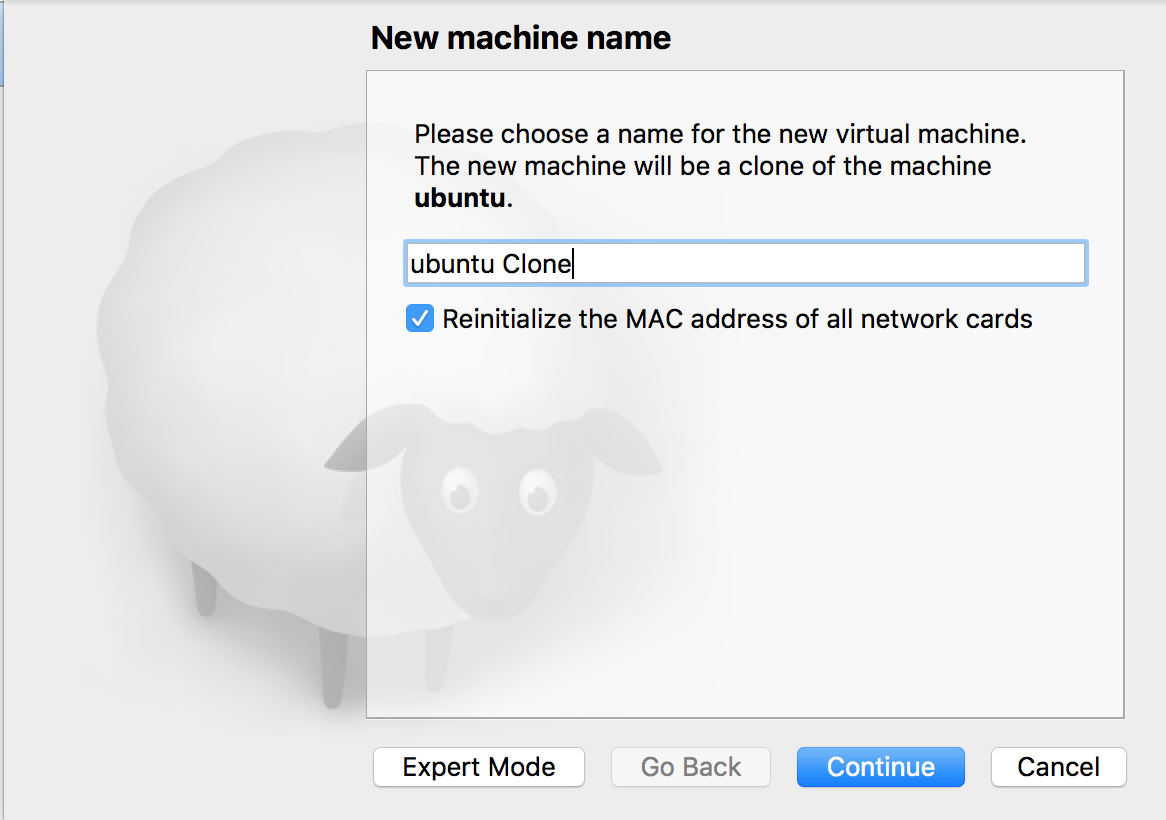 New machine name
Please choose a name for the new virtual machine.
The new machine will be a clone of the machine
ubuntu.
ubuntu Clone
Reinitialize the MAC address of all network cards
Expert Mode Go Back Continue Cancel